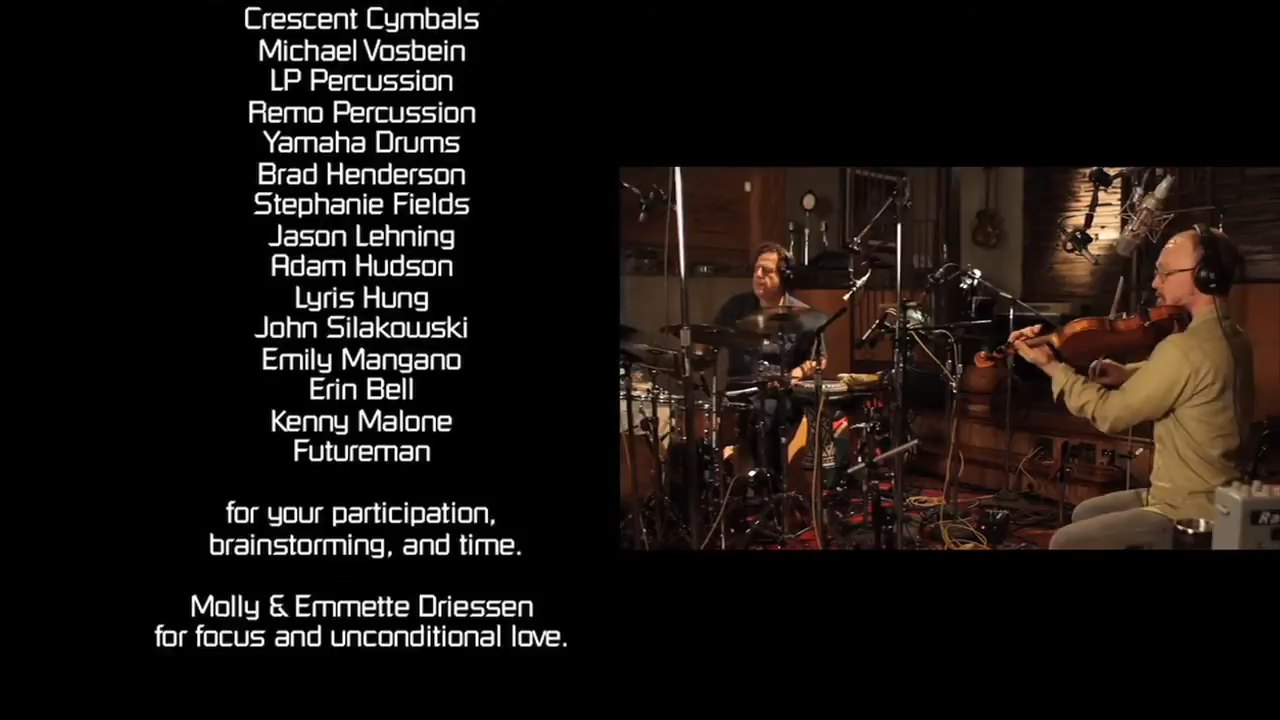 Crescent Cymbals
Michael Vosbein
LP Percussion
Remo Percussion
Yamaha Drums
Brad Henderson
Stephanie Fields
Jason Lehning
Adam Hudson
Lyris Hung
John Silakowski
Emily Mangano
Erin Bell
Kenny Malone
Futureman
for your participation,
brainstorming, and time.
Molly & Emmette Driessen
for focus and unconditional love.